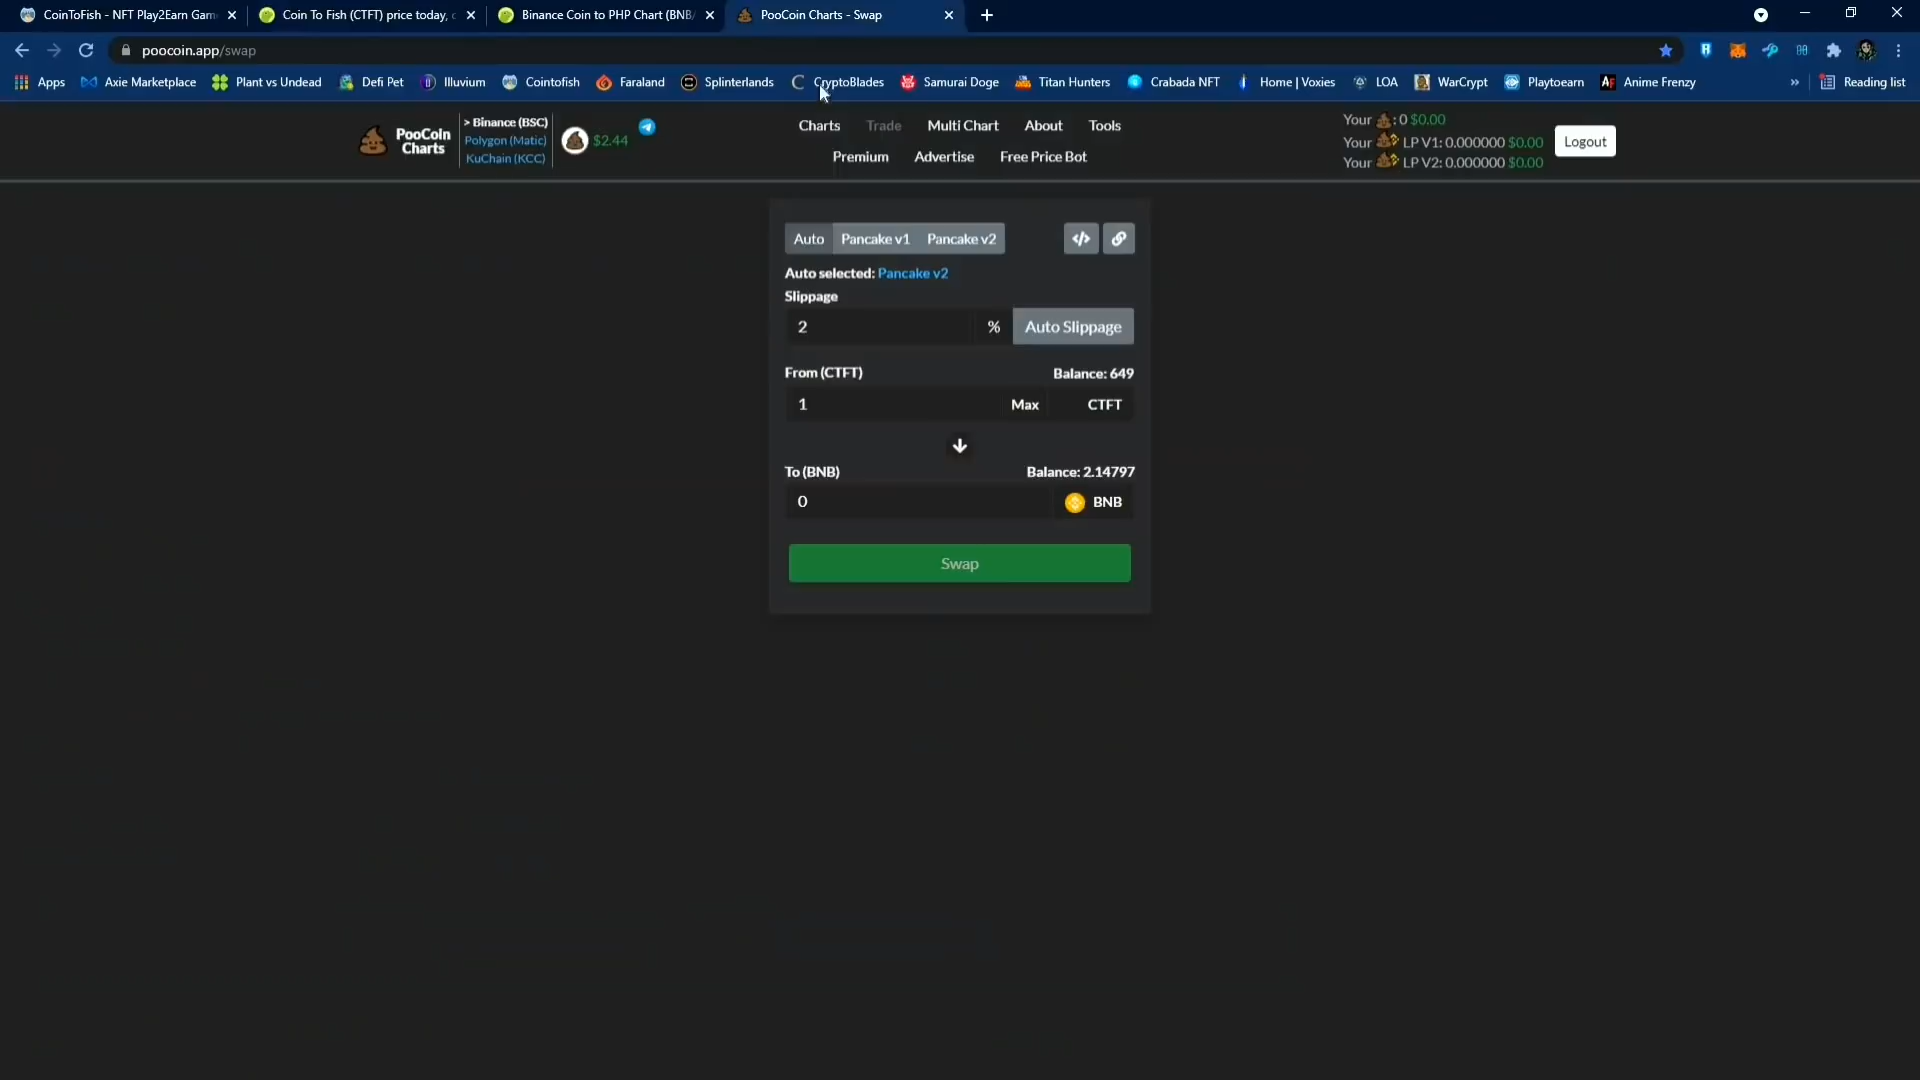 CoinToFish - NFT Play2Earn Gam
Coin To Fish (CTFT) price today, c
Binance Coin to PHP Chart (BNB/
PooCoin Charts - Swap
poocoin.app/swap
Apps
Axie Marketplace
Plant vs Undead
Defi Pet
Illuvium
Cointofish
Faraland
Splinterlands
CryptoBlades
Samurai Doge
Titan Hunters
Crabada NFT
Home | Voxies
LOA
WarCrypt
Playtoearn
AF Anime Frenzy
»
Reading list
PooCoin
Charts
> Binance (BSC)
Polygon (Matic)
KuChain (KCC)
$2.44
Charts Trade Multi Chart About Tools
Premium Advertise Free Price Bot
Your : 0 $0.00
Your LP V1: 0.000000 $0.00
Your LP V2: 0.000000 $0.00
Logout
Auto Pancake v1 Pancake v2
Auto selected: Pancake v2
Slippage
2 % Auto Slippage
From (CTFT) Balance: 649
1 Max CTFT
To (BNB) Balance: 2.14797
0 BNB
Swap